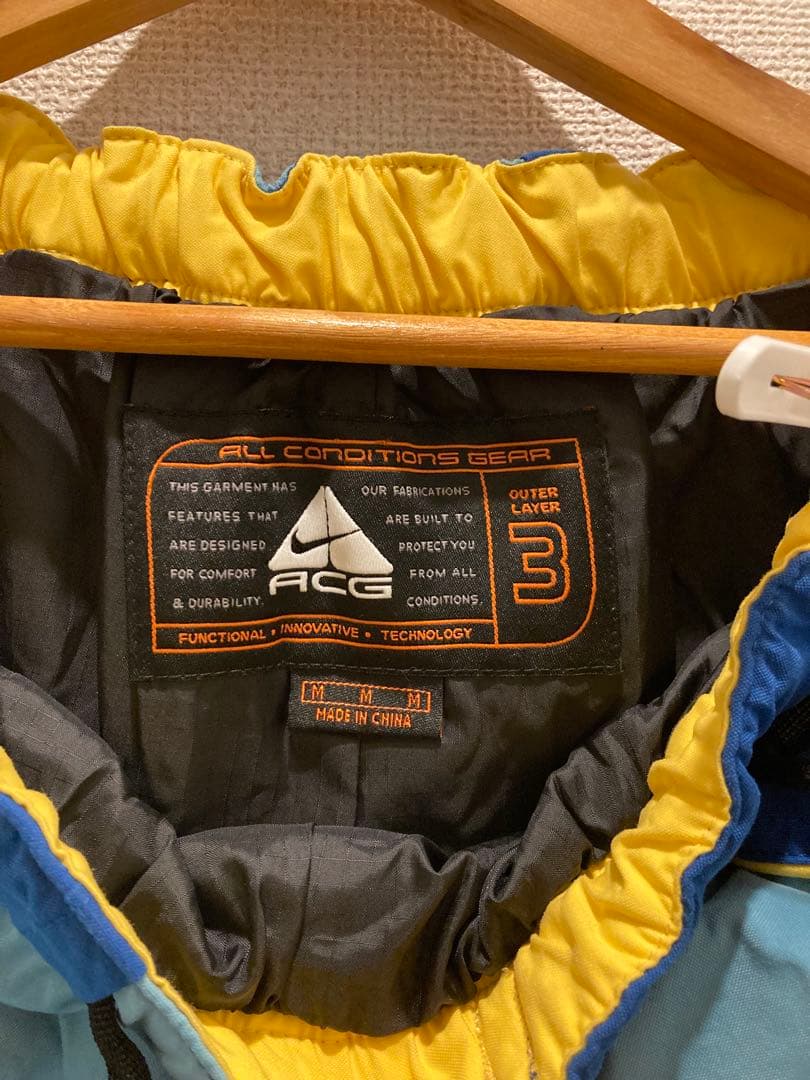 ALL CONDITIONS GEAR
THIS GARMENT HAS
FEATURES THAT
ARE DESIGNED
FOR COMFORT
& DURABILITY.
ACG
OUR FABRICATIONS
ARE BUILT TO
PROTECT YOU
FROM ALL
CONDITIONS.
OUTER
LAYER
3
FUNCTIONAL • INNOVATIVE • TECHNOLOGY
M M M
MADE IN CHINA